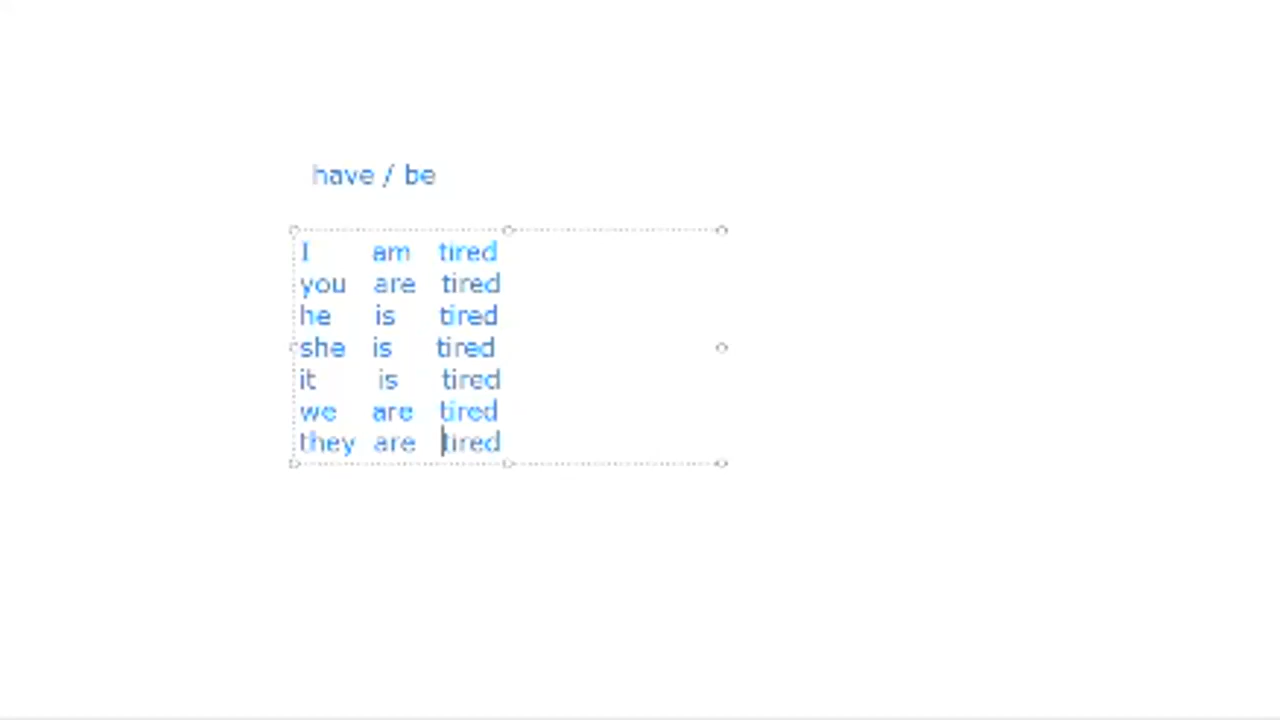 have / be
I am tired
you are tired
he is tired
she is tired
it is tired
we are tired
they are tired